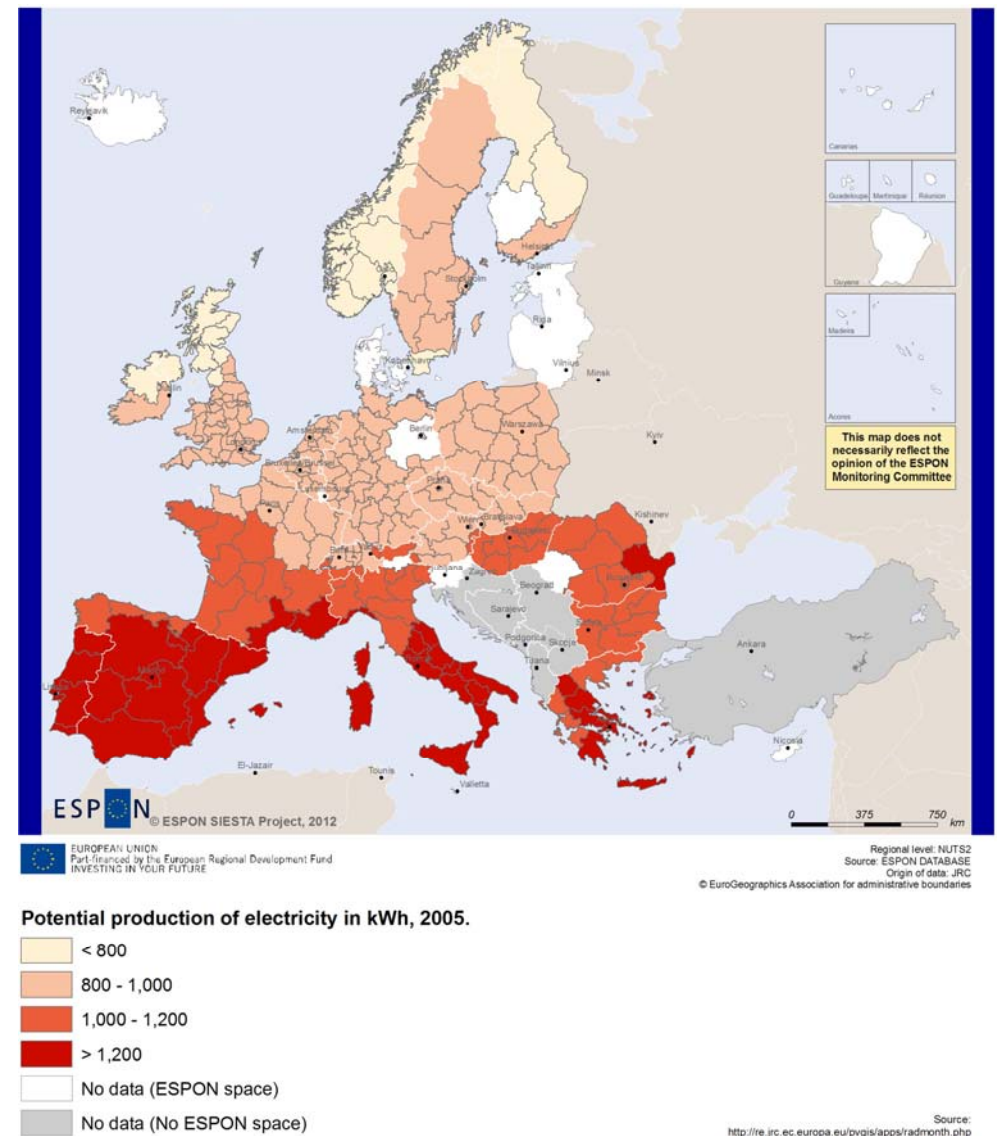 Reykjavik
Canarias
Guadeloupe
Martinique
Réunion
Guyane
Madeira
Acores
This map does not
necessarily reflect the
opinion of the ESPON
Monitoring Committee
Helsinki
Tallinn
Stockholm
Riga
Vilnius
Minsk
København
Dublin
London
Amsterdam
Berlin
Warszawa
Kyiv
Praha
Paris
Wien
Bratislava
Kishinev
Beograd
Sarajevo
Podgorica
Skopje
Tirana
Ankara
Nicosia
El-Jazair
Tounis
Valletta
ESPON
© ESPON SIESTA Project, 2012
0 375 750
km
EUROPEAN UNION
Part-financed by the European Regional Development Fund
INVESTING IN YOUR FUTURE
Regional level: NUTS2
Source: ESPON DATABASE
Origin of data: JRC
© EuroGeographics Association for administrative boundaries
Potential production of electricity in kWh, 2005.
< 800
800 - 1,000
1,000 - 1,200
> 1,200
No data (ESPON space)
No data (No ESPON space)
Source:
http://re.jrc.ec.europa.eu/pvgis/apps/radmonth.php